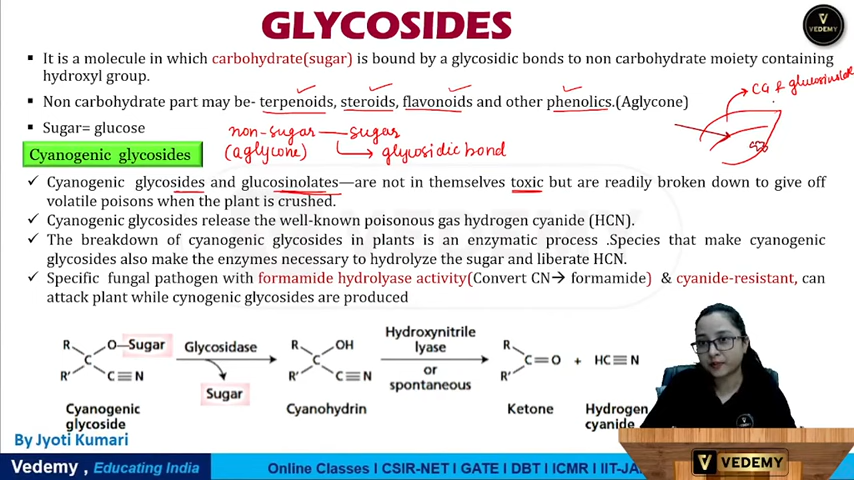 GLYCOSIDES
VEDEMY
It is a molecule in which carbohydrate(sugar) is bound by a glycosidic bonds to non carbohydrate moiety containing
hydroxyl group.
CG & glucosinolate
Non carbohydrate part may be- terpenoids, steroids, flavonoids and other phenolics.(Aglycone)
Sugar= glucose
non-sugar — sugar
(aglycone) → glycosidic bond
Cyanogenic glycosides
Cyanogenic glycosides and glucosinolates—are not in themselves toxic but are readily broken down to give off
volatile poisons when the plant is crushed.
Cyanogenic glycosides release the well-known poisonous gas hydrogen cyanide (HCN).
The breakdown of cyanogenic glycosides in plants is an enzymatic process .Species that make cyanogenic
glycosides also make the enzymes necessary to hydrolyze the sugar and liberate HCN.
Specific fungal pathogen with formamide hydrolyse activity(Convert CN→ formamide) & cyanide-resistant, can
attack plant while cynogenic glycosides are produced
R O—Sugar C R' C≡N
Glycosidase
Sugar
R OH C R' C≡N
Hydroxynitrile
lyase
or
spontaneous
R C=O R' + HC≡N
Cyanogenic
glycoside
Cyanohydrin
Ketone
Hydrogen
cyanide
By Jyoti Kumari
Vedemy, Educating India
Online Classes I CSIR-NET I GATE I DBT I ICMR I IIT-JA
VEDEMY